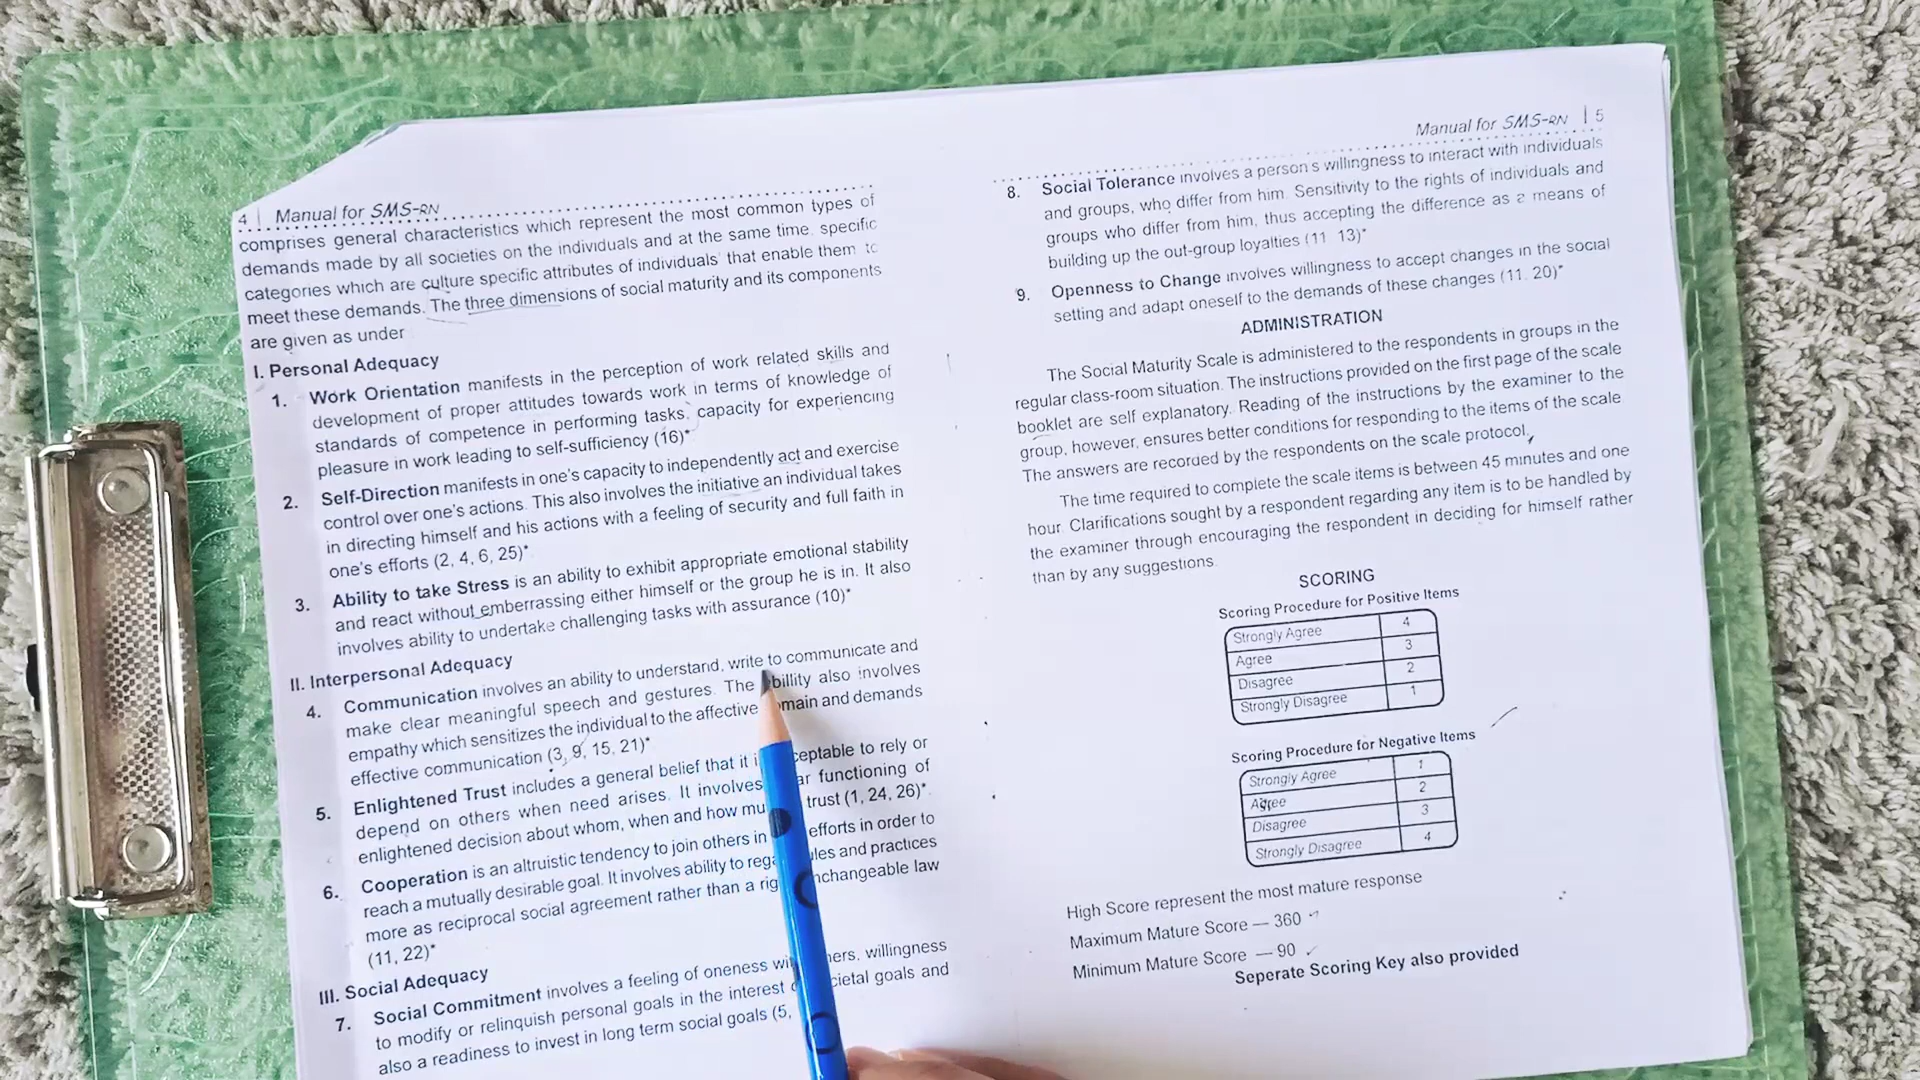 4 | Manual for SMS-RN
comprises general characteristics which represent the most common types of
demands made by all societies on the individuals and at the same time, specific
categories which are culture specific attributes of individuals that enable them to
meet these demands. The three dimensions of social maturity and its components
are given as under
I. Personal Adequacy
1. Work Orientation manifests in the perception of work related skills and
development of proper attitudes towards work in terms of knowledge of
standards of competence in performing tasks, capacity for experiencing
pleasure in work leading to self-sufficiency (16)*
2. Self-Direction manifests in one's capacity to independently act and exercise
control over one's actions. This also involves the initiative an individual takes
in directing himself and his actions with a feeling of security and full faith in
one's efforts (2, 4, 6, 25)*
3. Ability to take Stress is an ability to exhibit appropriate emotional stability
and react without emberrassing either himself or the group he is in. It also
involves ability to undertake challenging tasks with assurance (10)*
II. Interpersonal Adequacy
4. Communication involves an ability to understand, write to communicate and
make clear meaningful speech and gestures. The billity also involves
empathy which sensitizes the individual to the affective main and demands
effective communication (3, 9, 15, 21)*
5. Enlightened Trust includes a general belief that it ceptable to rely or
depend on others when need arises. It involves functioning of
enlightened decision about whom, when and how trust (1, 24, 26)*
6. Cooperation is an altruistic tendency to join others in efforts in order to
reach a mutually desirable goal. It involves ability to and practices
more as reciprocal social agreement rather than a nchangeable law
(11, 22)*
III. Social Adequacy
7. Social Commitment involves a feeling of oneness willingness
to modify or relinquish personal goals in the interest cietal goals and
also a readiness to invest in long term social goals (5,
Manual for SMS-RN | 5
8. Social Tolerance involves a person's willingness to interact with individuals
and groups, who differ from him. Sensitivity to the rights of individuals and
groups who differ from him, thus accepting the difference as a means of
building up the out-group loyalties (11 13)*
9. Openness to Change involves willingness to accept changes in the social
setting and adapt oneself to the demands of these changes (11, 20)*
ADMINISTRATION
The Social Maturity Scale is administered to the respondents in groups in the
regular class-room situation. The instructions provided on the first page of the scale
booklet are self explanatory. Reading of the instructions by the examiner to the
group, however, ensures better conditions for responding to the items of the scale
The answers are recorded by the respondents on the scale protocol,
The time required to complete the scale items is between 45 minutes and one
hour. Clarifications sought by a respondent regarding any item is to be handled by
the examiner through encouraging the respondent in deciding for himself rather
than by any suggestions.
SCORING
Scoring Procedure for Positive Items
Strongly Agree 4
Agree 3
Disagree 2
Strongly Disagree 1
Scoring Procedure for Negative Items
Strongly Agree 1
Agree 2
Disagree 3
Strongly Disagree 4
High Score represent the most mature response
Maximum Mature Score — 360
Minimum Mature Score — 90
Seperate Scoring Key also provided